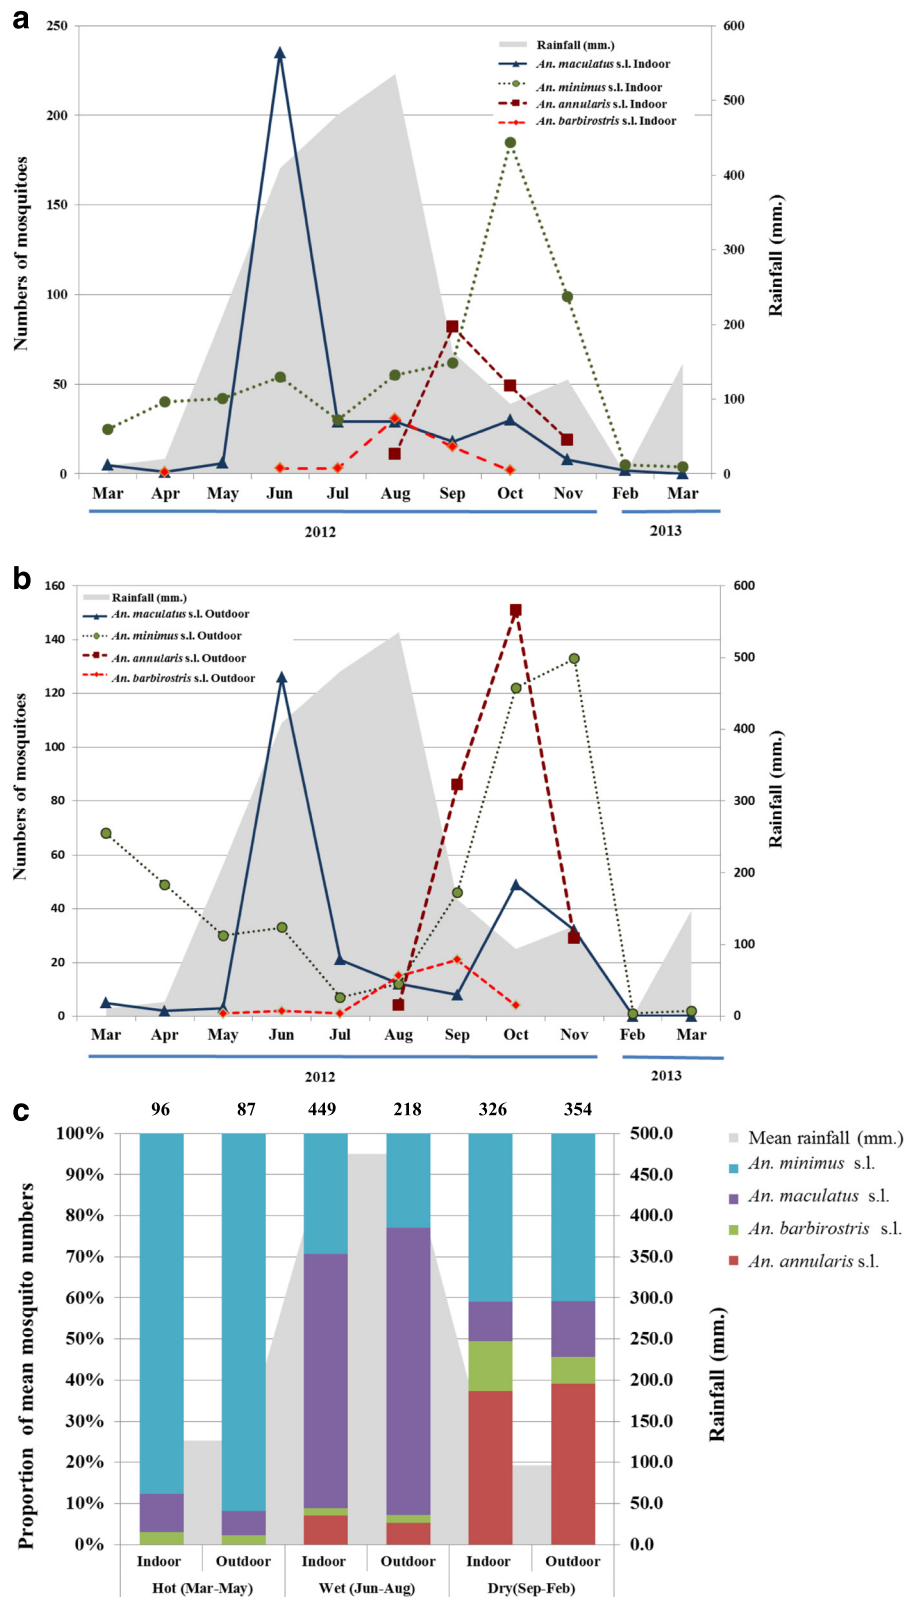 a
250
200
150
100
50
0
600
500
400
300
200
100
0
Numbers of mosquitoes
Rainfall (mm.)
Rainfall (mm.)
An. maculatus s.l. Indoor
An. minimus s.l. Indoor
An. annularis s.l. Indoor
An. barbirostris s.l. Indoor
Mar Apr May Jun Jul Aug Sep Oct Nov Feb Mar
2012 2013
b
160
140
120
100
80
60
40
20
0
600
500
400
300
200
100
0
Numbers of mosquitoes
Rainfall (mm.)
Rainfall (mm.)
An. maculatus s.l. Outdoor
An. minimus s.l. Outdoor
An. annularis s.l. Outdoor
An. barbirostris s.l. Outdoor
Mar Apr May Jun Jul Aug Sep Oct Nov Feb Mar
2012 2013
c
96 87 449 218 326 354
100%
90%
80%
70%
60%
50%
40%
30%
20%
10%
0%
500.0
450.0
400.0
350.0
300.0
250.0
200.0
150.0
100.0
50.0
0.0
Proportion of mean mosquito numbers
Rainfall (mm.)
Mean rainfall (mm.)
An. minimus s.l.
An. maculatus s.l.
An. barbirostris s.l.
An. annularis s.l.
Indoor Outdoor Indoor Outdoor Indoor Outdoor
Hot (Mar-May) Wet (Jun-Aug) Dry(Sep-Feb)